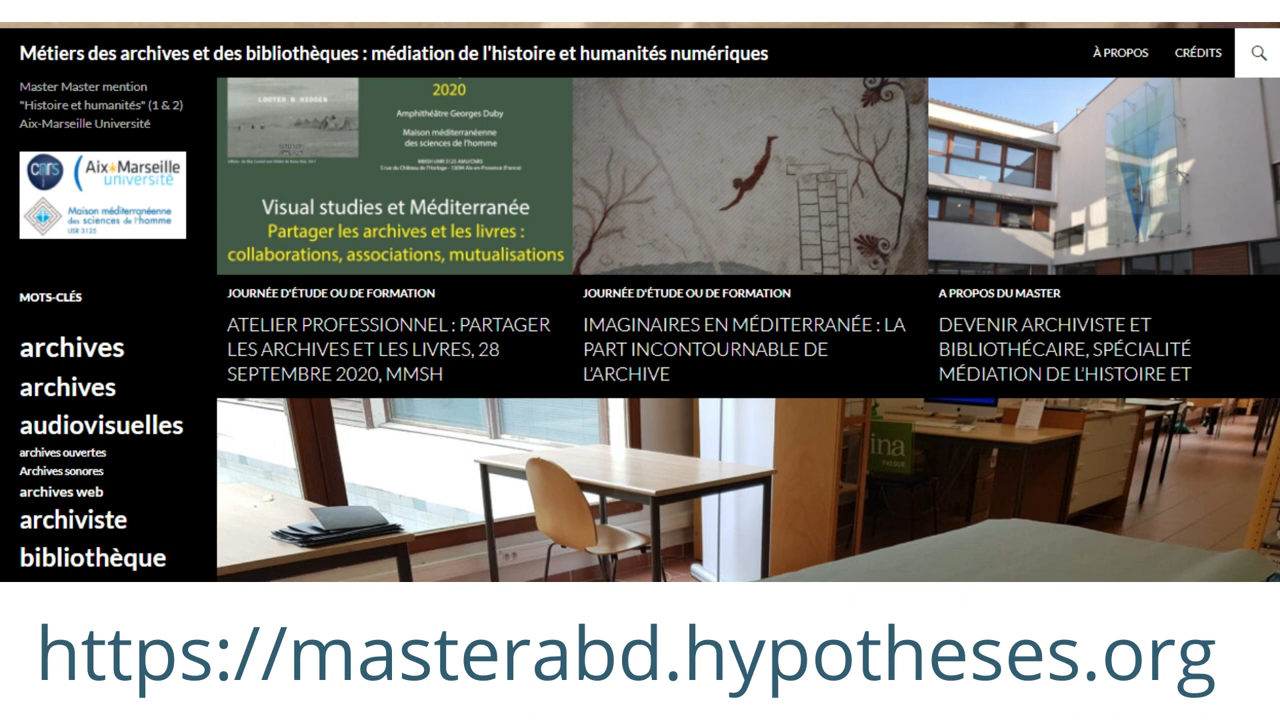 Métiers des archives et des bibliothèques : médiation de l'histoire et humanités numériques
À PROPOS
CRÉDITS
Master Master mention
"Histoire et humanités" (1 & 2)
Aix-Marseille Université
cnrs
Aix*Marseille
université
Maison méditerranéenne
des sciences de l'homme
USR 3125
MOTS-CLÉS
archives
archives
audiovisuelles
archives ouvertes
Archives sonores
archives web
archiviste
bibliothèque
2020
Amphithéâtre Georges Duby
Maison méditerranéenne
des sciences de l'homme
Visual studies et Méditerranée
Partager les archives et les livres :
collaborations, associations, mutualisations
JOURNÉE D'ÉTUDE OU DE FORMATION
ATELIER PROFESSIONNEL : PARTAGER
LES ARCHIVES ET LES LIVRES, 28
SEPTEMBRE 2020, MMSH
JOURNÉE D'ÉTUDE OU DE FORMATION
IMAGINAIRES EN MÉDITERRANÉE : LA
PART INCONTOURNABLE DE
L'ARCHIVE
A PROPOS DU MASTER
DEVENIR ARCHIVISTE ET
BIBLIOTHÉCAIRE, SPÉCIALITÉ
MÉDIATION DE L'HISTOIRE ET
ina
https://masterabd.hypotheses.org